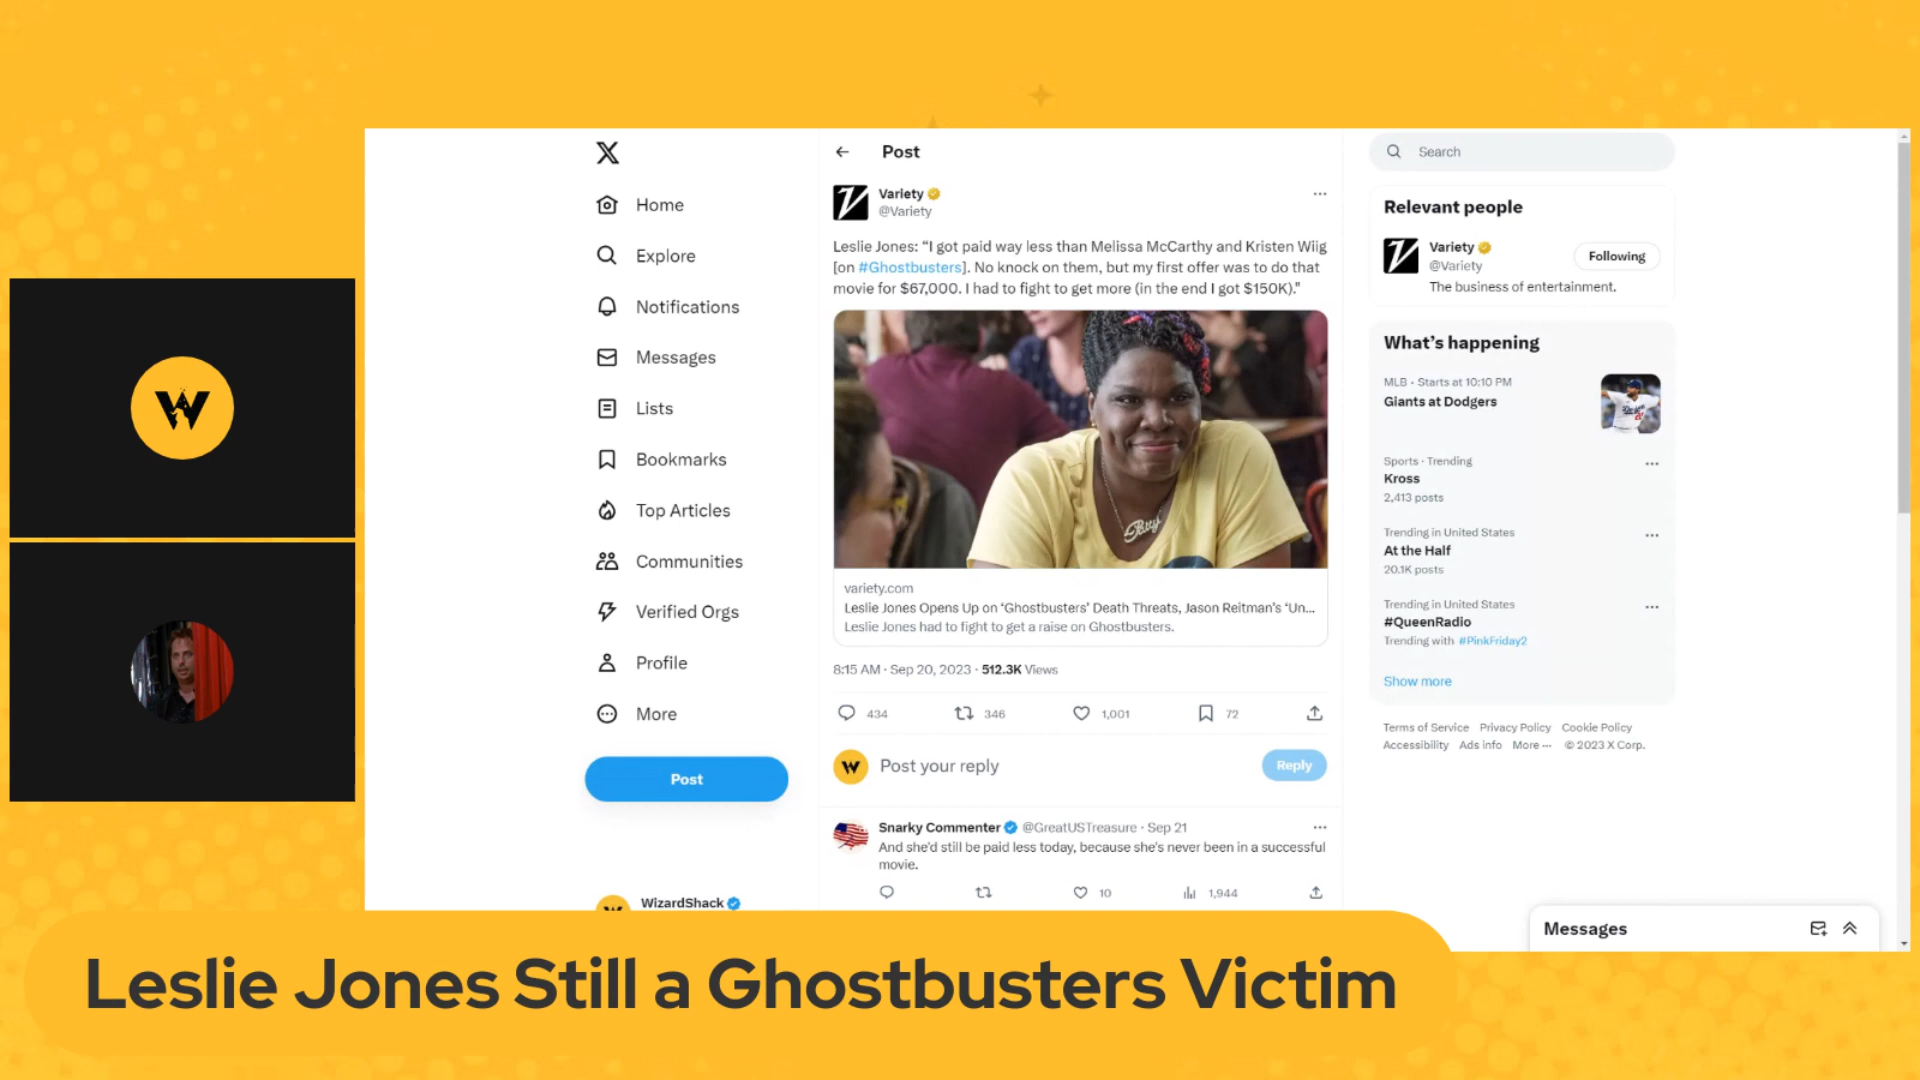 Home
Explore
Notifications
Messages
Lists
Bookmarks
Top Articles
Communities
Verified Orgs
Profile
More
Post
WizardShack
Post
Variety
@Variety
Leslie Jones: “I got paid way less than Melissa McCarthy and Kristen Wiig
[on #Ghostbusters]. No knock on them, but my first offer was to do that
movie for $67,000. I had to fight to get more (in the end I got $150K).”
variety.com
Leslie Jones Opens Up on ‘Ghostbusters’ Death Threats, Jason Reitman’s ‘Un...
Leslie Jones had to fight to get a raise on Ghostbusters.
8:15 AM · Sep 20, 2023 · 512.3K Views
434 346 1,001 72
Post your reply
Reply
Snarky Commenter @GreatUSTreasure · Sep 21
And she'd still be paid less today, because she's never been in a successful
movie.
10 1,944
Search
Relevant people
Variety
@Variety
Following
The business of entertainment.
What’s happening
MLB · Starts at 10:10 PM
Giants at Dodgers
Sports · Trending
Kross
2,413 posts
Trending in United States
At the Half
20.1K posts
Trending in United States
#QueenRadio
Trending with #PinkFriday2
Show more
Terms of Service Privacy Policy Cookie Policy
Accessibility Ads info More ··· © 2023 X Corp.
Messages
Leslie Jones Still a Ghostbusters Victim